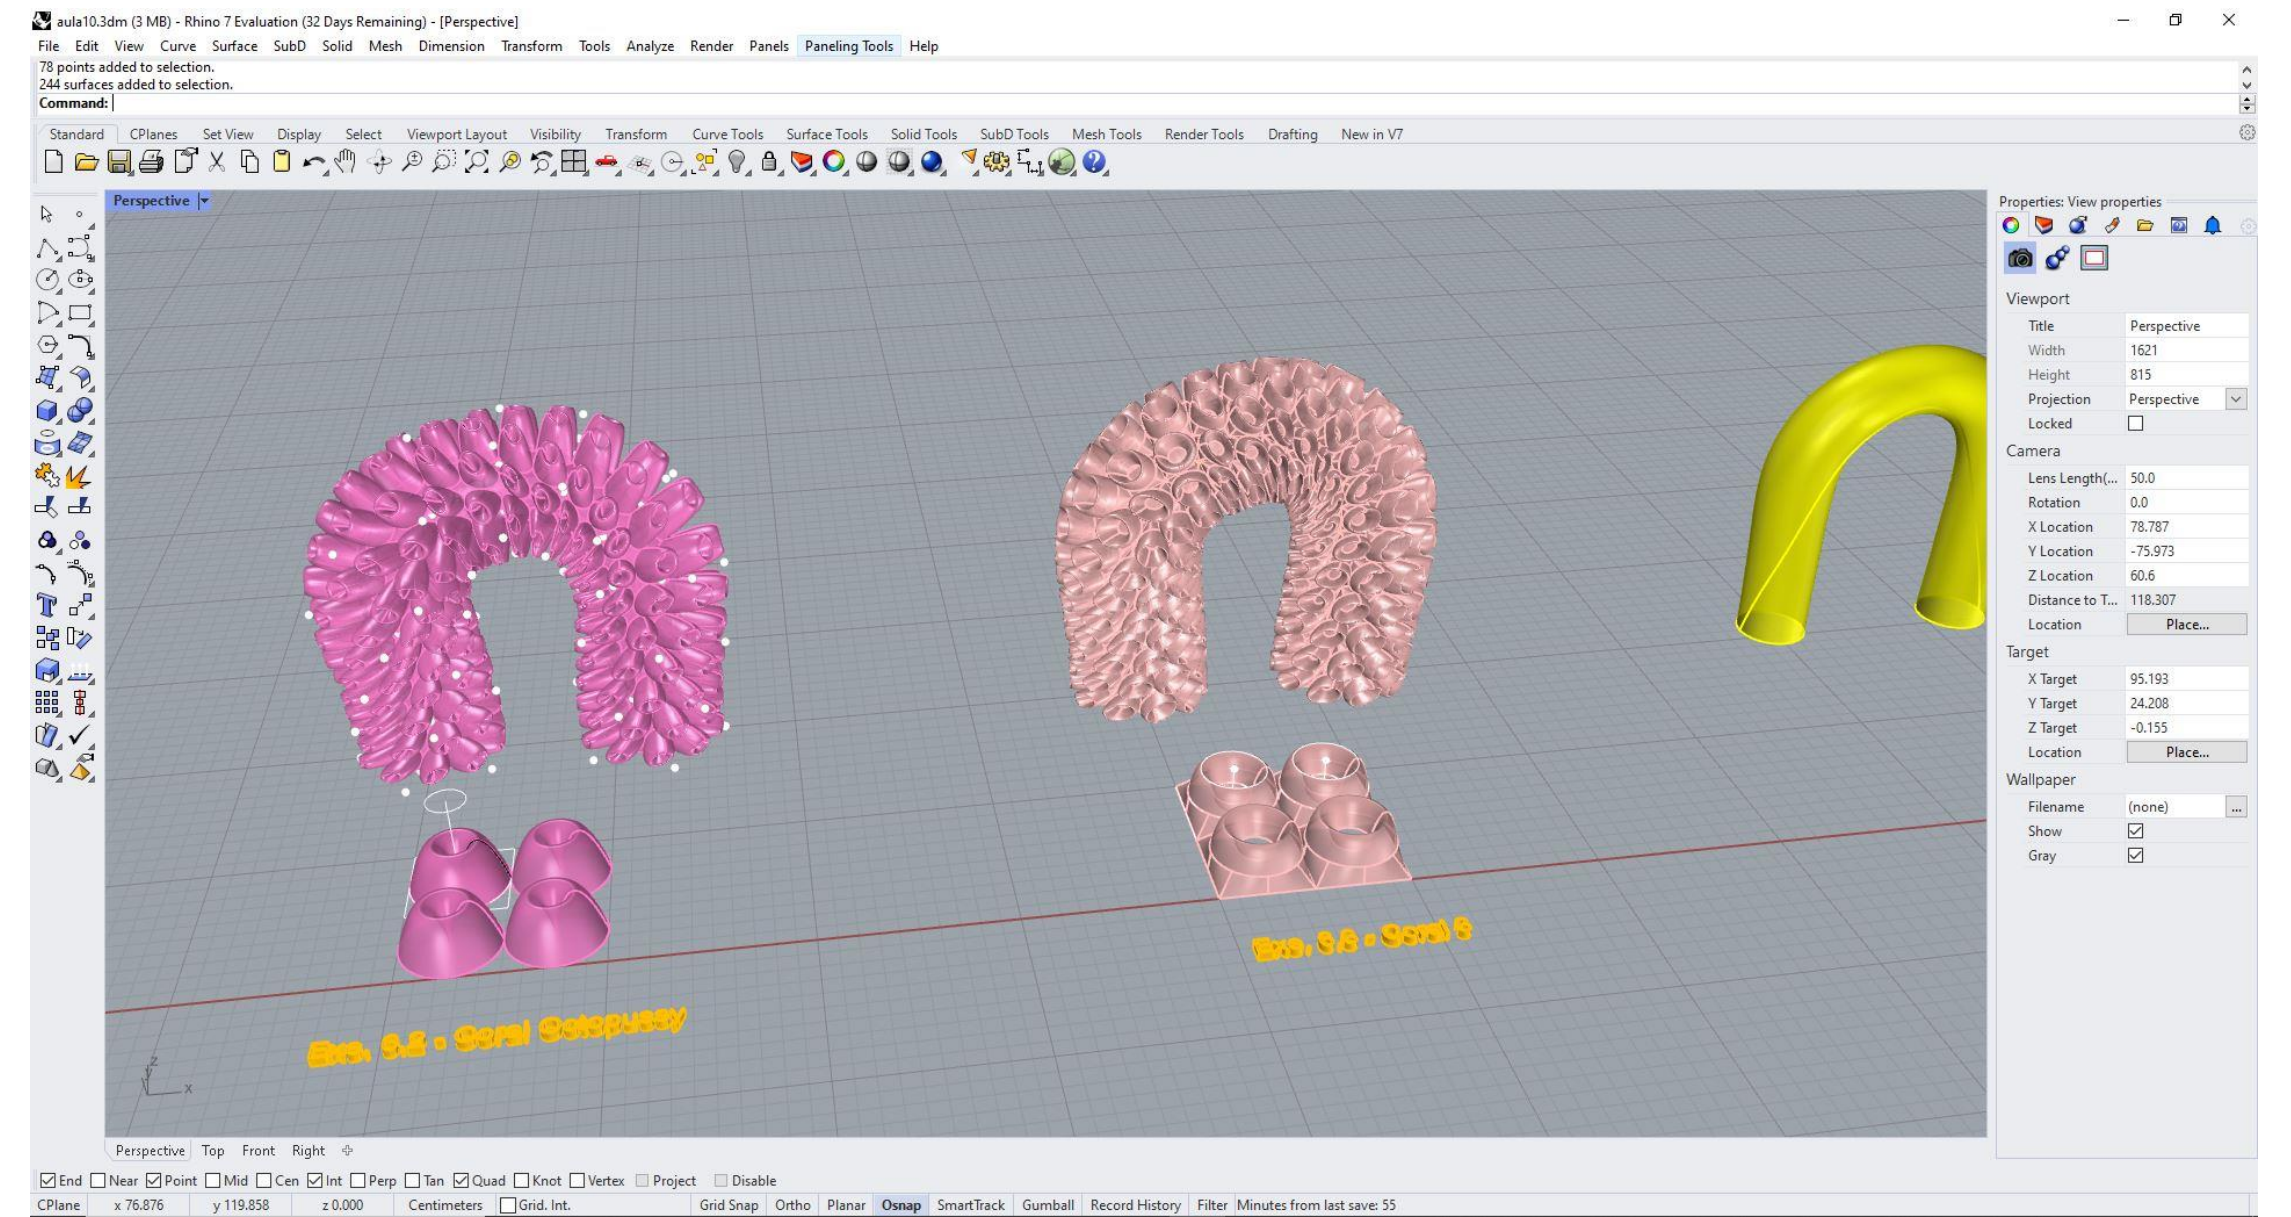 aula10.3dm (3 MB) - Rhino 7 Evaluation (32 Days Remaining) - [Perspective]
File Edit View Curve Surface SubD Solid Mesh Dimension Transform Tools Analyze Render Panels Paneling Tools Help
78 points added to selection.
244 surfaces added to selection.
Command:
Standard CPlanes Set View Display Select Viewport Layout Visibility Transform Curve Tools Surface Tools Solid Tools SubD Tools Mesh Tools Render Tools Drafting New in V7
Perspective
Properties: View properties
Viewport
Title Perspective
Width 1621
Height 815
Projection Perspective
Locked
Camera
Lens Length(... 50.0
Rotation 0.0
X Location 78.787
Y Location -75.973
Z Location 60.6
Distance to T... 118.307
Location Place...
Target
X Target 95.193
Y Target 24.208
Z Target -0.155
Location Place...
Wallpaper
Filename (none) ...
Show
Gray
z
y
x
Perspective Top Front Right
End Near Point Mid Cen Int Perp Tan Quad Knot Vertex Project Disable
CPlane x 76.876 y 119.858 z 0.000 Centimeters Grid. Int. Grid Snap Ortho Planar Osnap SmartTrack Gumball Record History Filter Minutes from last save: 55